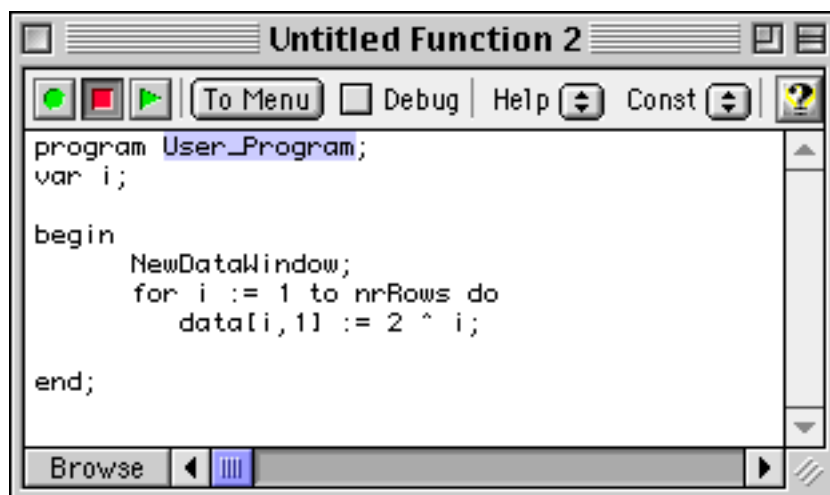 Untitled Function 2
To Menu Debug Help Const ?
program User_Program;
var i;
begin
NewDataWindow;
for i := 1 to nrRows do
data[i,1] := 2 ^ i;
end;
Browse